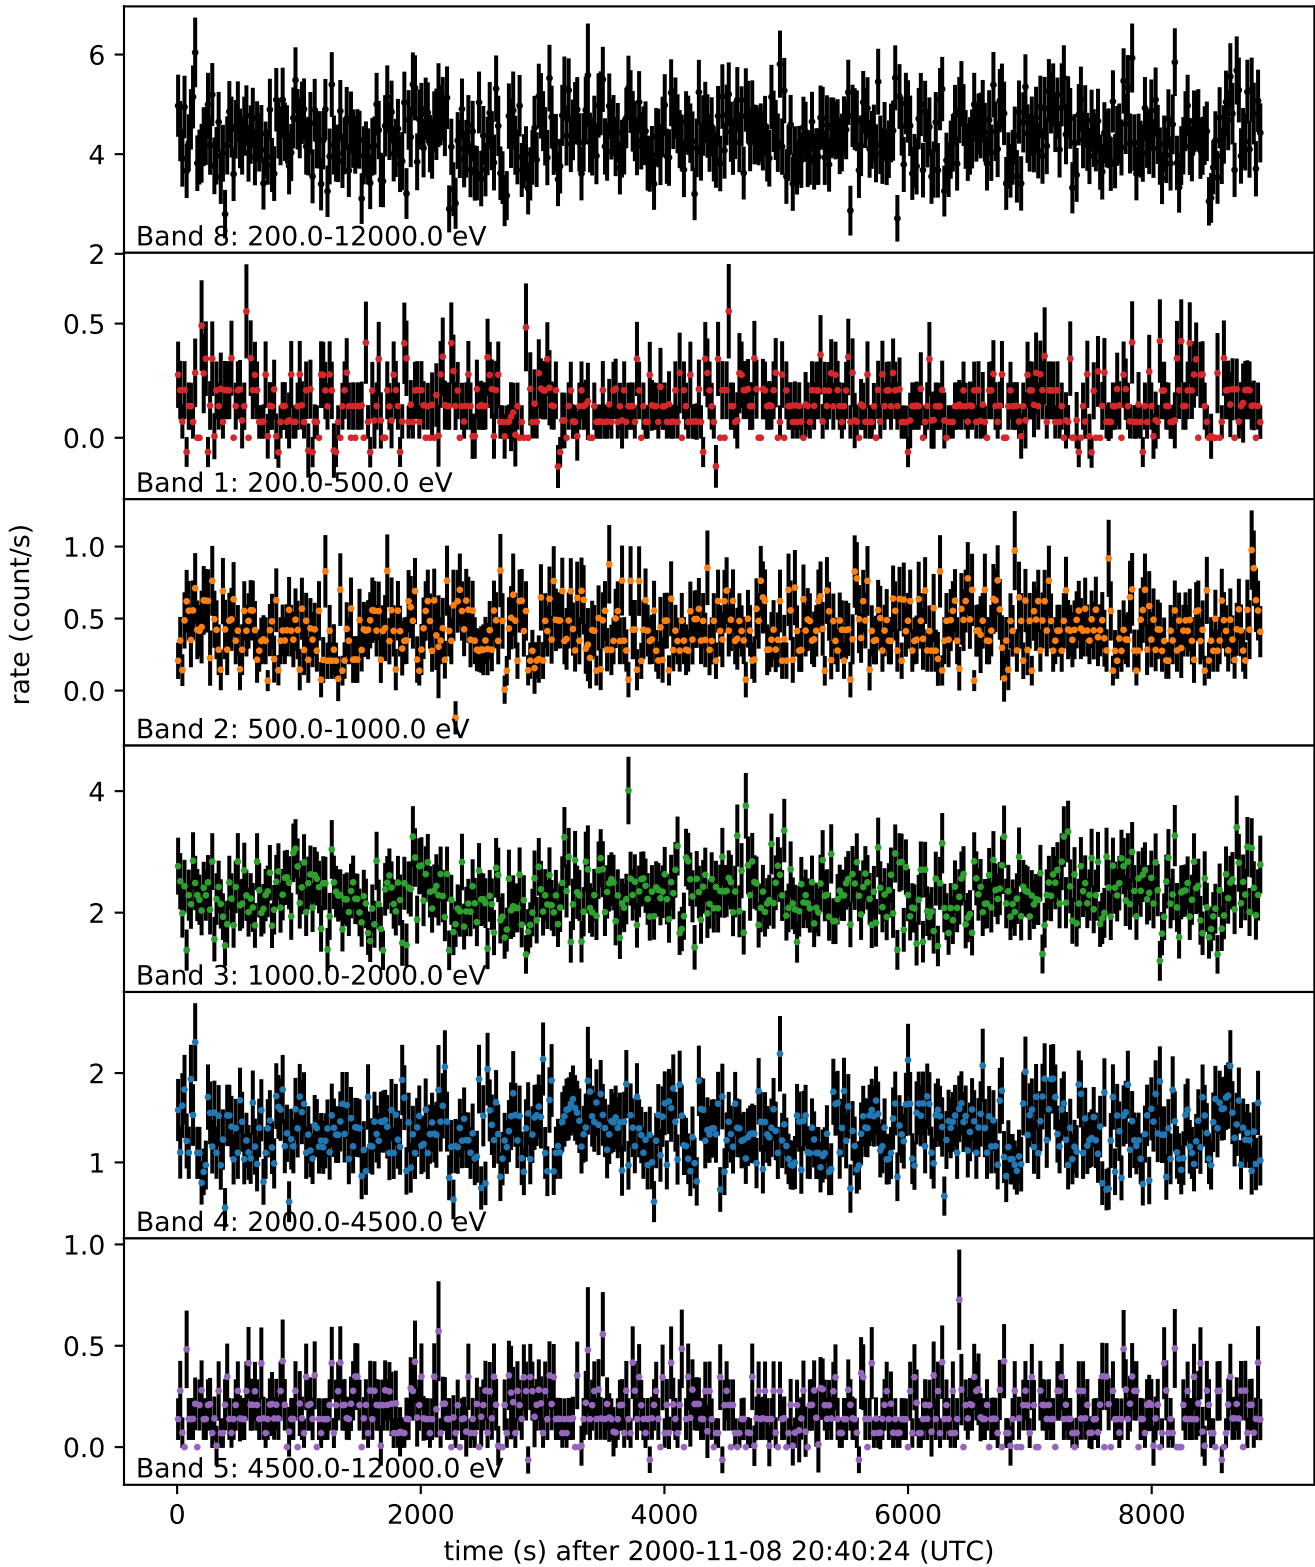 6
4
2
Band 8: 200.0-12000.0 eV
0.5
0.0
Band 1: 200.0-500.0 eV
1.0
0.5
0.0
Band 2: 500.0-1000.0 eV
rate (count/s)
4
2
Band 3: 1000.0-2000.0 eV
2
1
Band 4: 2000.0-4500.0 eV
1.0
0.5
0.0
Band 5: 4500.0-12000.0 eV
0 2000 4000 6000 8000
time (s) after 2000-11-08 20:40:24 (UTC)